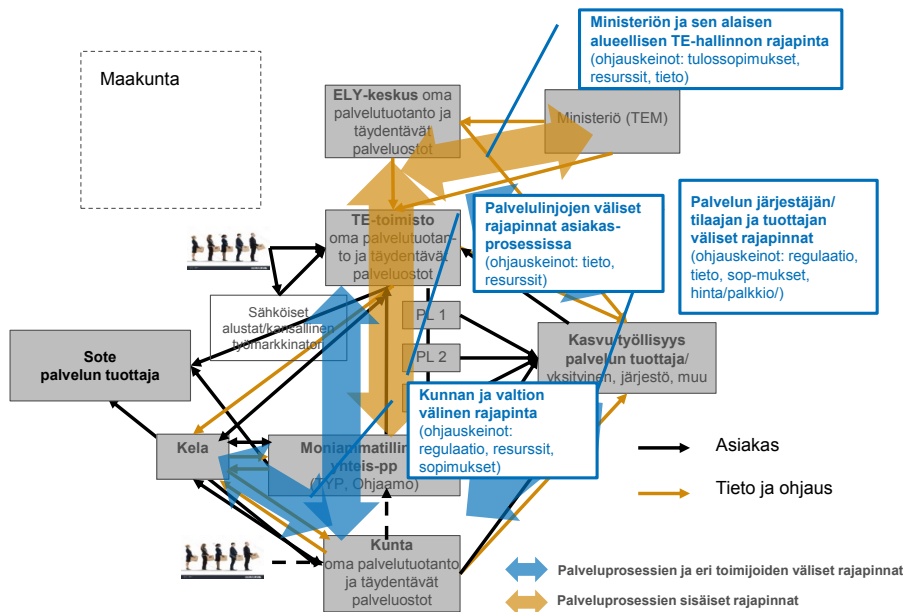 Maakunta
Ministeriön ja sen alaisen
alueellisen TE-hallinnon rajapinta
(ohjauskeinot: tulossopimukset,
resurssit, tieto)
ELY-keskus oma
palvelutuotanto ja
täydentävät
palveluostot
Ministeriö (TEM)
TE-toimisto
oma palvelutuotan-
to ja täydentävät
palveluostot
Palvelulinjojen väliset
rajapinnat asiakas-
prosessissa
(ohjauskeinot: tieto,
resurssit)
Palvelun järjestäjän/
tilaajan ja tuottajan
väliset rajapinnat
(ohjauskeinot: regulaatio,
tieto, sop-mukset,
hinta/palkkio/)
Sähköiset
alustat/kansallinen
työmarkkinatori
PL 1
PL 2
Sote
palvelun tuottaja
Kasvu/työllisyys
palvelun tuottaja/
yksityinen, järjestö, muu
Kunnan ja valtion
välinen rajapinta
(ohjauskeinot:
regulaatio, resurssit,
sopimukset)
Kela
yhteis-pp
(TYP, Ohjaamo)
Kunta
oma palvelutuotanto
ja täydentävät
palveluostot
Asiakas
Tieto ja ohjaus
Palveluprosessien ja eri toimijoiden väliset rajapinnat
Palveluprosessien sisäiset rajapinnat